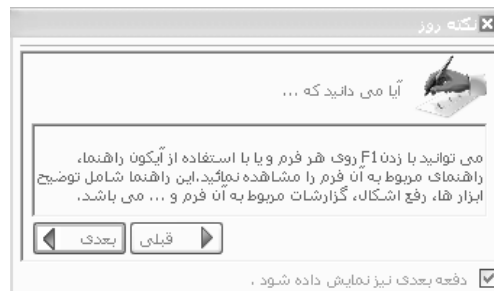 نکته روز
آیا می دانید که ...
می توانید با زدن F1 روی هر فرم و یا با استفاده از آیکون راهنما،
راهنمای مربوط به آن فرم را مشاهده نمائید.این راهنما شامل توضیح
ابزار ها، رفع اشکال، گزارشات مربوط به آن فرم و ... می باشد.
قبلی
بعدی
دفعه بعدی نیز نمایش داده شود .